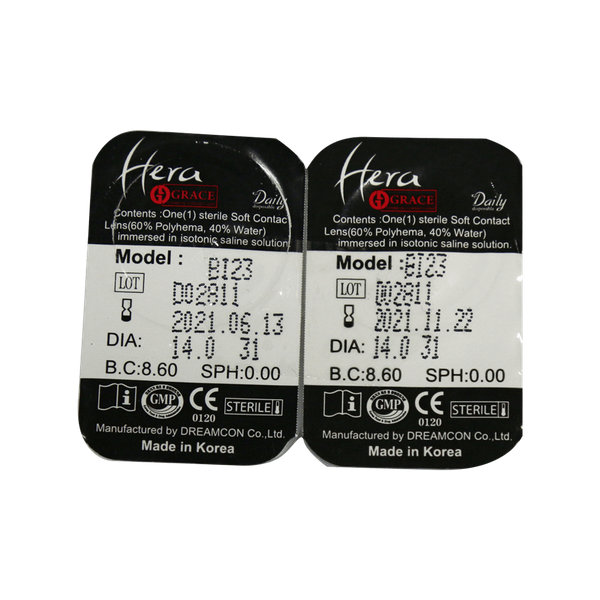 Hera
GRACE
Daily
disposable
Contents :One(1) sterile Soft Contac
Lens(60% Polyhema, 40% Water)
immersed in isotonic saline solution.
Model : BI23
LOT D02811
2021.06.13
DIA: 14.0 31
B.C:8.60 SPH:0.00
GMP CE 0120 STERILE
Manufactured by DREAMCON Co.,Ltd.
Made in Korea
Hera
GRACE
Daily
disposable
Contents :One(1) sterile Soft Contact
Lens(60% Polyhema, 40% Water)
immersed in isotonic saline solution.
Model :BI23
LOT D02811
2021.11.22
DIA: 14.0 31
B.C:8.60 SPH:0.00
GMP CE 0120 STERILE
Manufactured by DREAMCON Co.,Ltd.
Made in Korea